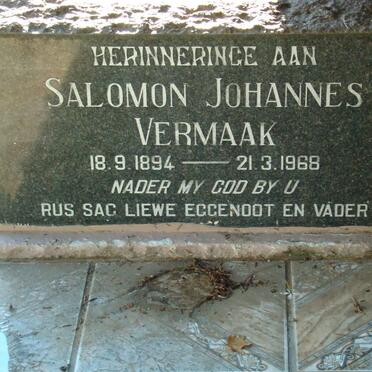 HERINNERINGE AAN
SALOMON JOHANNES
VERMAAK
18.9.1894 — 21.3.1968
NADER MY GOD BY U
RUS SAG LIEWE EGGENOOT EN VADER